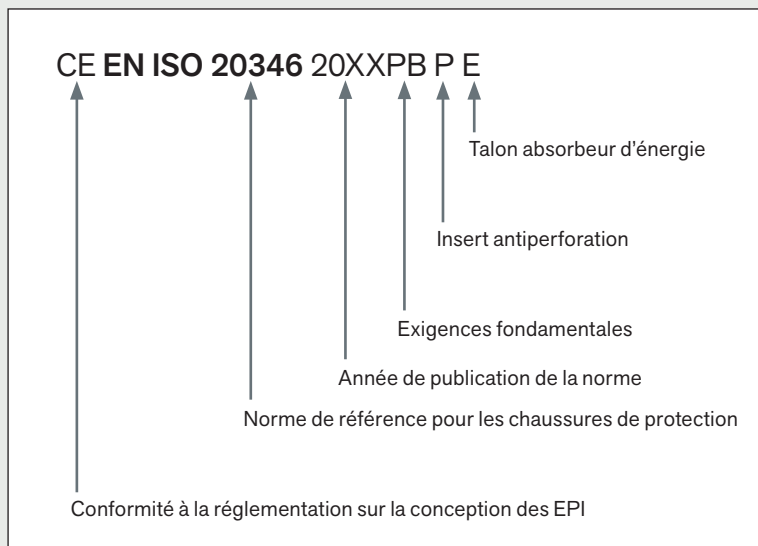 CE EN ISO 20346 20XXPB P E
Talon absorbeur d'énergie
Insert antiperforation
Exigences fondamentales
Année de publication de la norme
Norme de référence pour les chaussures de protection
Conformité à la réglementation sur la conception des EPI